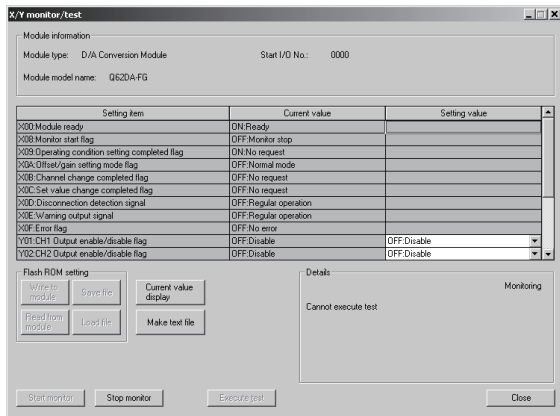 X/Y monitor/test
Module information
Module type: D/A Conversion Module Start I/O No.: 0000
Module model name: Q62DA-FG
Setting item Current value Setting value
X00:Module ready ON:Ready
X08:Monitor start flag OFF:Monitor stop
X09:Operating condition setting completed flag ON:No request
X0A:Offset/gain setting mode flag OFF:Normal mode
X0B:Channel change completed flag OFF:No request
X0C:Set value change completed flag OFF:No request
X0D:Disconnection detection signal OFF:Regular operation
X0E:Warning output signal OFF:Regular operation
X0F:Error flag OFF:No error
Y01:CH1 Output enable/disable flag OFF:Disable OFF:Disable
Y02:CH2 Output enable/disable flag OFF:Disable OFF:Disable
Flash ROM setting
Write to module
Save file
Current value display
Read from module
Load file
Make text file
Details
Monitoring
Cannot execute test
Start monitor Stop monitor Execute test Close